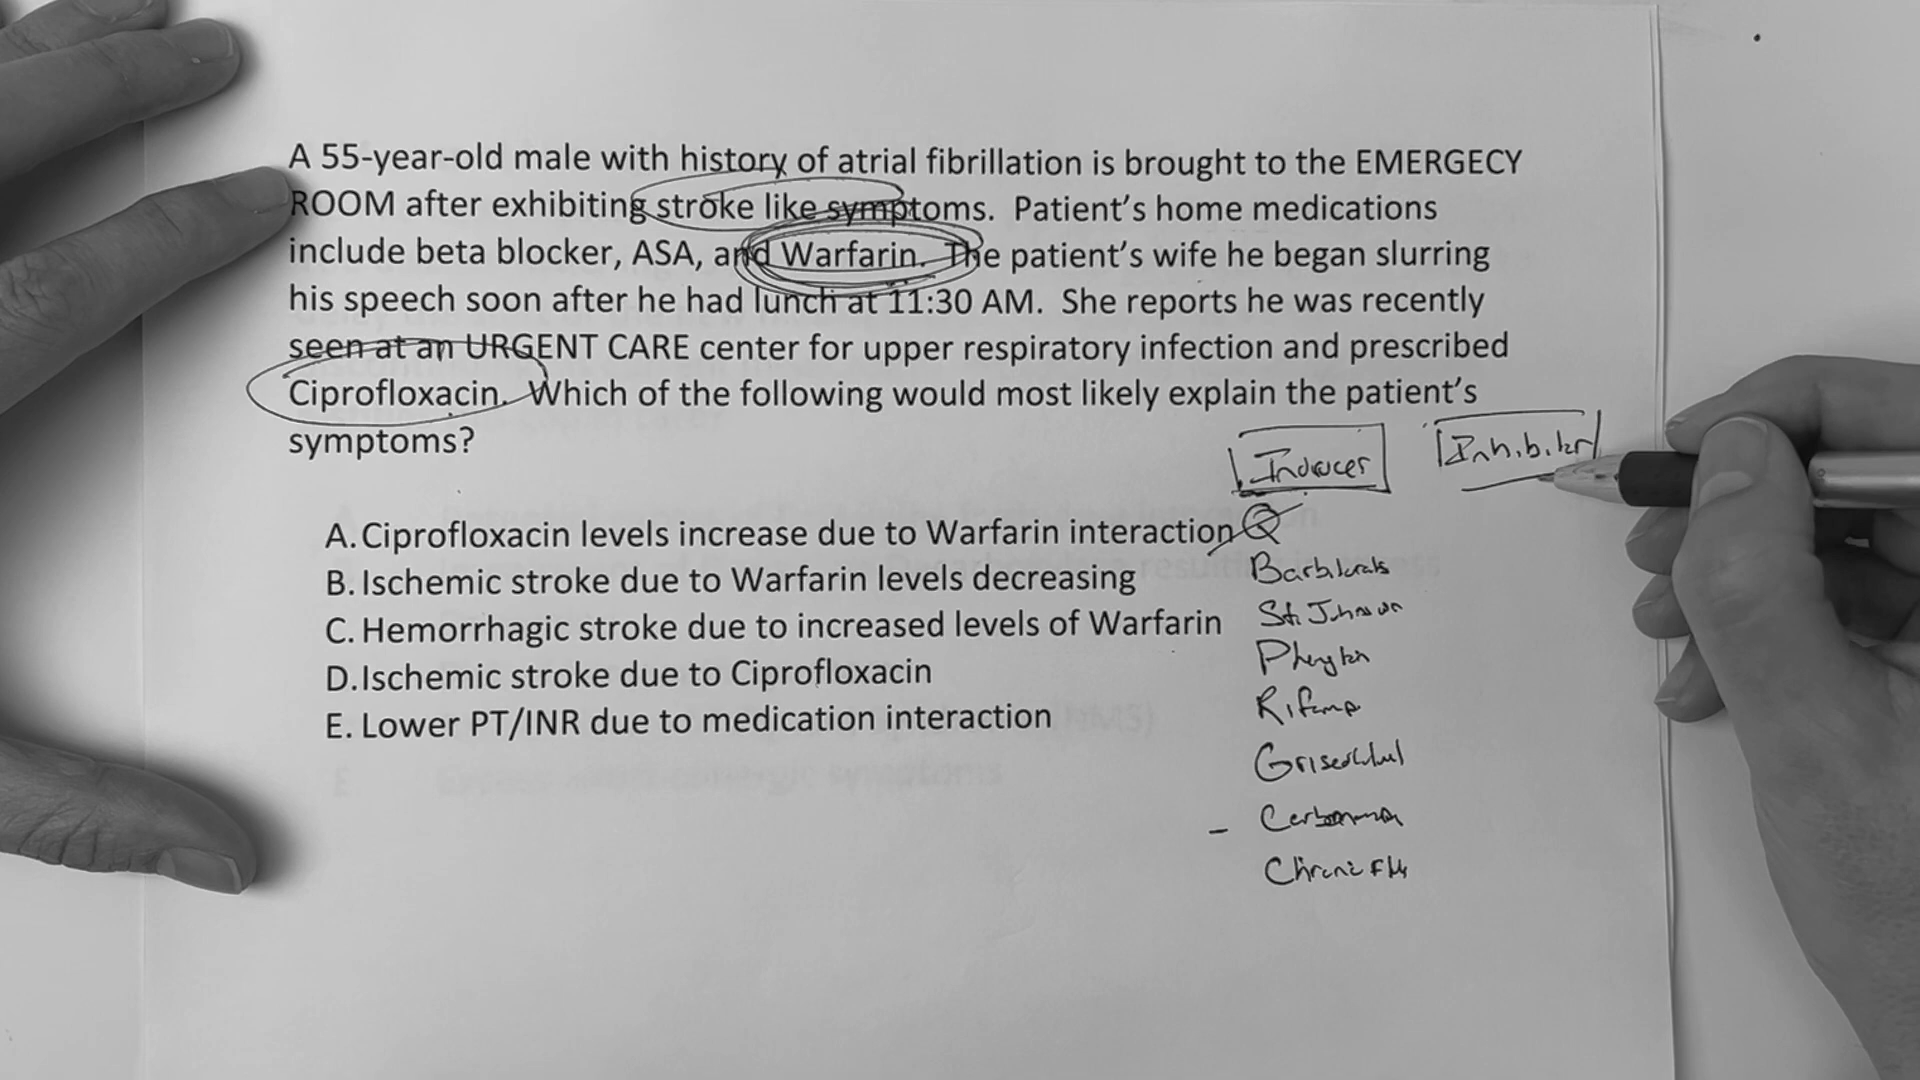 A 55-year-old male with history of atrial fibrillation is brought to the EMERGECY
ROOM after exhibiting stroke like symptoms. Patient's home medications
include beta blocker, ASA, and Warfarin. The patient's wife he began slurring
his speech soon after he had lunch at 11:30 AM. She reports he was recently
seen at an URGENT CARE center for upper respiratory infection and prescribed
Ciprofloxacin. Which of the following would most likely explain the patient's
symptoms?
Inducer
Inhibitor
A. Ciprofloxacin levels increase due to Warfarin interaction
B. Ischemic stroke due to Warfarin levels decreasing
C. Hemorrhagic stroke due to increased levels of Warfarin
D. Ischemic stroke due to Ciprofloxacin
E. Lower PT/INR due to medication interaction
Barbiturates
St. John
Rifamp
Chronic